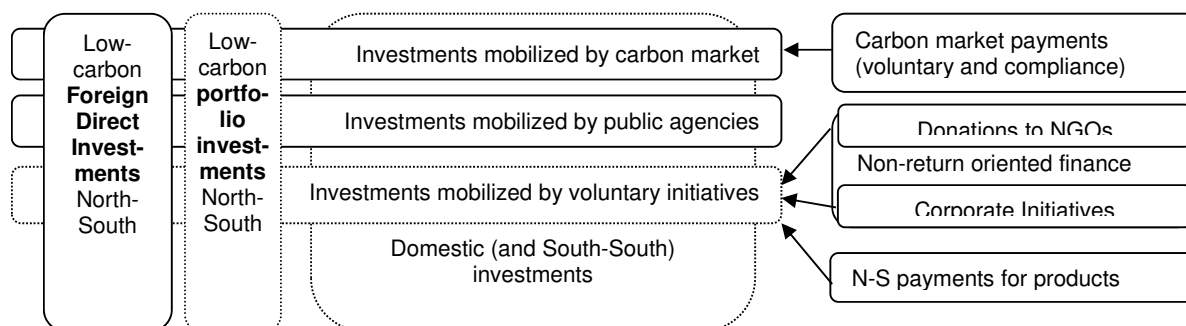 Low-
carbon
Foreign
Direct
Invest-
ments
North-
South
Low-
carbon
portfo-
lio
invest-
ments
North-
South
Investments mobilized by carbon market
Investments mobilized by public agencies
Investments mobilized by voluntary initiatives
Domestic (and South-South)
investments
Carbon market payments
(voluntary and compliance)
Donations to NGOs
Non-return oriented finance
Corporate Initiatives
N-S payments for products